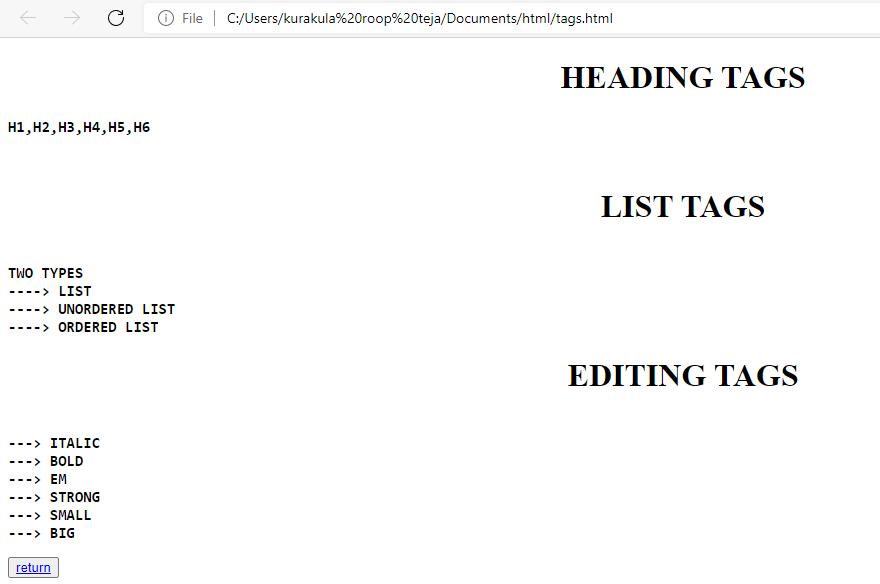 File
C:/Users/kurakula%20roop%20teja/Documents/html/tags.html
HEADING TAGS
H1,H2,H3,H4,H5,H6
LIST TAGS
TWO TYPES
----> LIST
----> UNORDERED LIST
----> ORDERED LIST
EDITING TAGS
---> ITALIC
---> BOLD
---> EM
---> STRONG
---> SMALL
---> BIG
return